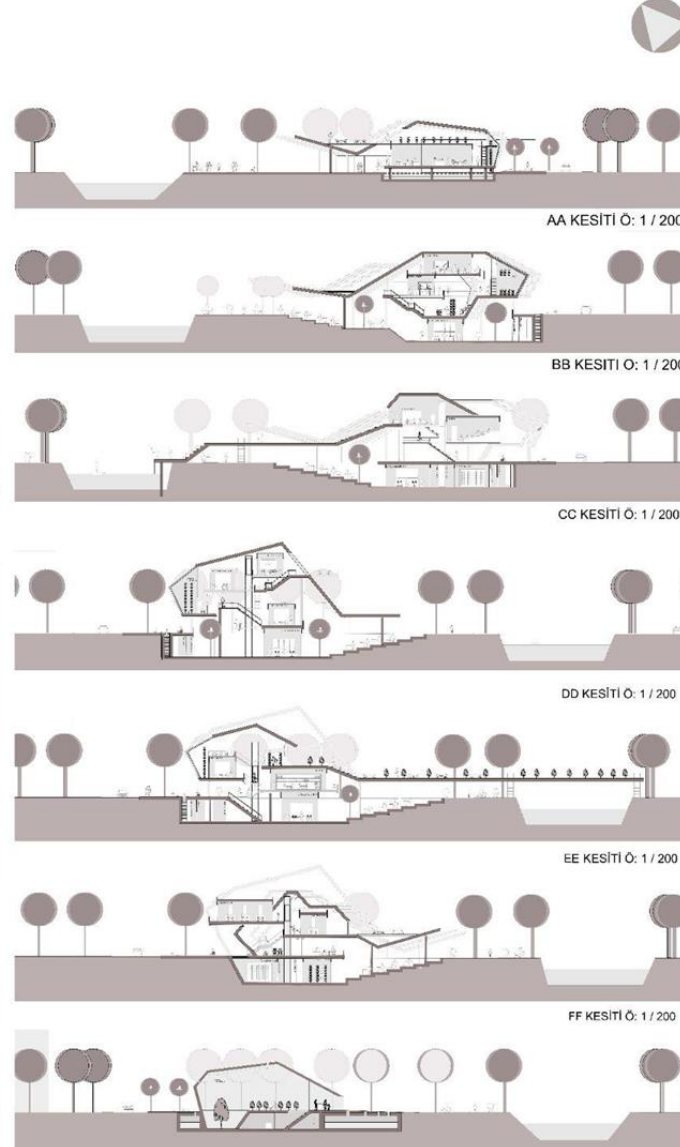 AA KESİTİ Ö: 1 / 200
BB KESITI O: 1 / 200
CC KESİTİ Ö: 1 / 200
DD KESİTİ Ö: 1 / 200
EE KESİTİ Ö: 1 / 200
FF KESİTİ Ö: 1 / 200